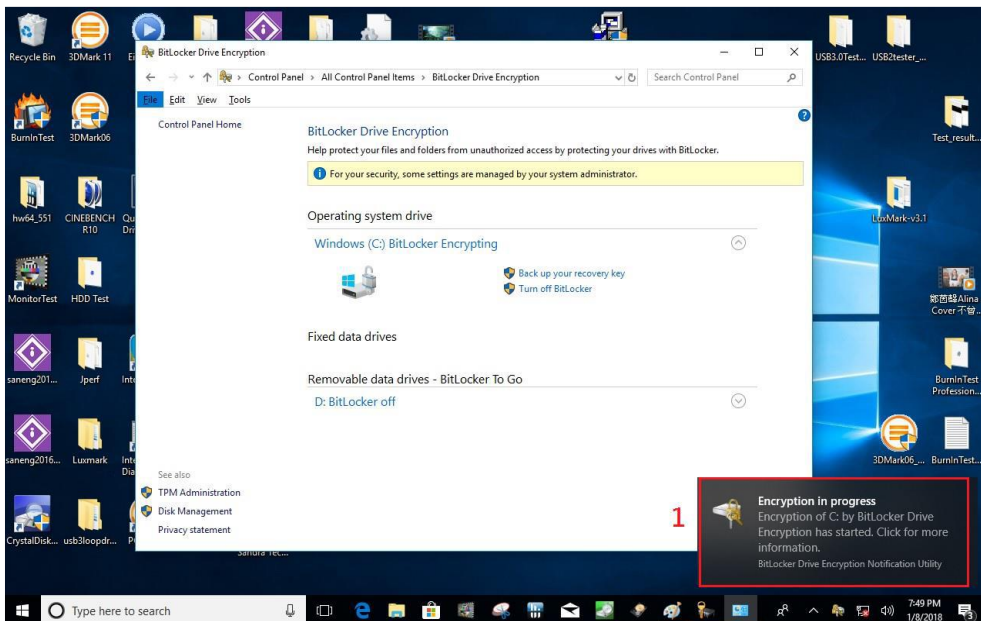 Recycle Bin
3DMark 11
USB3.0Test...
USB2tester_...
BitLocker Drive Encryption
Control Panel > All Control Panel Items > BitLocker Drive Encryption
Search Control Panel
File Edit View Tools
Control Panel Home
BitLocker Drive Encryption
Help protect your files and folders from unauthorized access by protecting your drives with BitLocker.
For your security, some settings are managed by your system administrator.
BurnInTest
3DMark06
Test_result...
Operating system drive
hw64_551
CINEBENCH
R10
LuxMark-v3.1
Windows (C:) BitLocker Encrypting
Back up your recovery key
Turn off BitLocker
MonitorTest
HDD Test
Alina
Cover 不曾...
Fixed data drives
Removable data drives - BitLocker To Go
D: BitLocker off
saneng201...
Jperf
BurnInTest
Profession...
saneng2016...
Luxmark
3DMark06_...
BurnInTest...
See also
TPM Administration
Disk Management
Privacy statement
1
Encryption in progress
Encryption of C: by BitLocker Drive
Encryption has started. Click for more
information.
BitLocker Drive Encryption Notification Utility
CrystalDisk...
usb3loopdr...
Type here to search
7:49 PM
1/8/2018
3